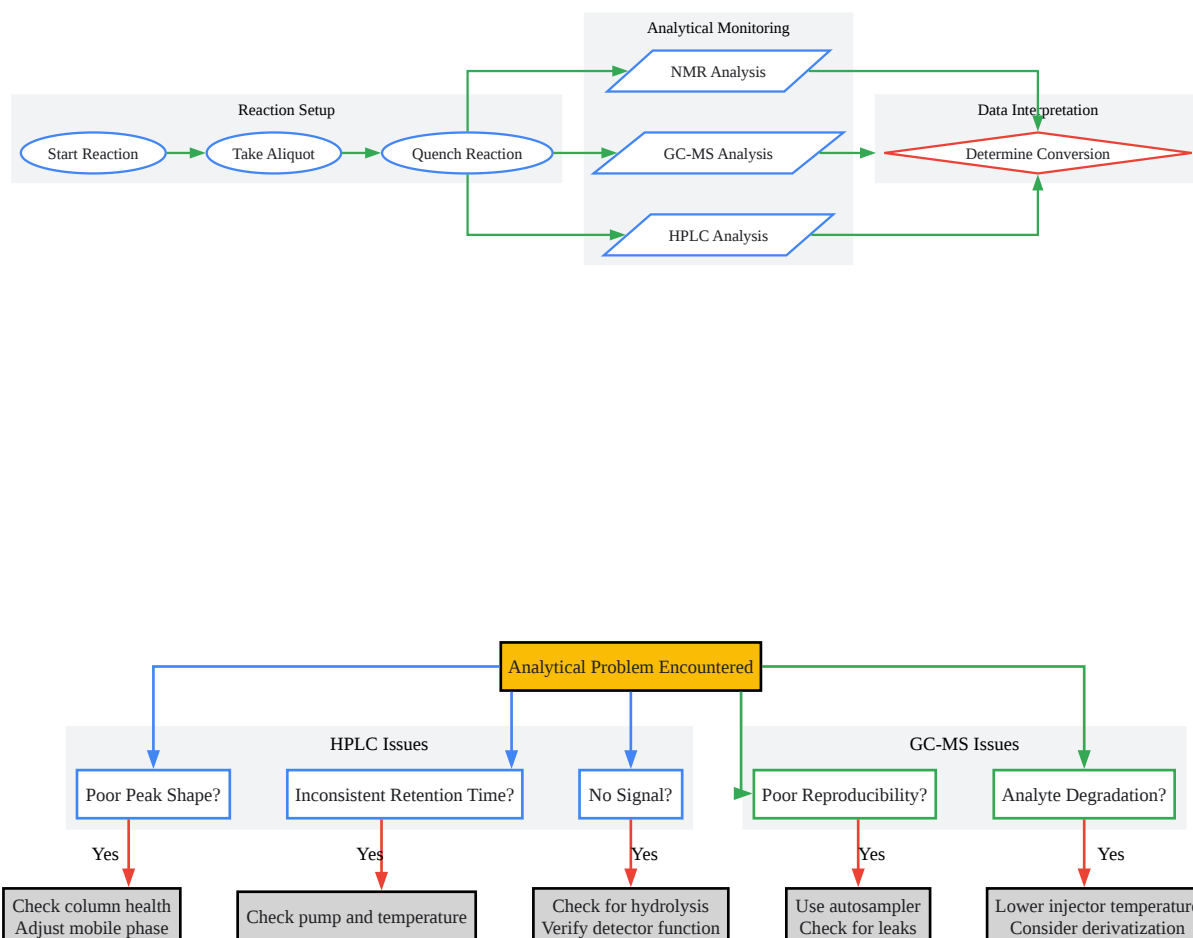 Analytical Monitoring
Reaction Setup
NMR Analysis
Data Interpretation
Start Reaction
Take Aliquot
Quench Reaction
GC-MS Analysis
Determine Conversion
HPLC Analysis
Analytical Problem Encountered
HPLC Issues
GC-MS Issues
Poor Peak Shape?
Inconsistent Retention Time?
No Signal?
Poor Reproducibility?
Analyte Degradation?
Yes
Yes
Yes
Yes
Yes
Check column health
Adjust mobile phase
Check pump and temperature
Check for hydrolysis
Verify detector function
Use autosampler
Check for leaks
Lower injector temperature
Consider derivatization